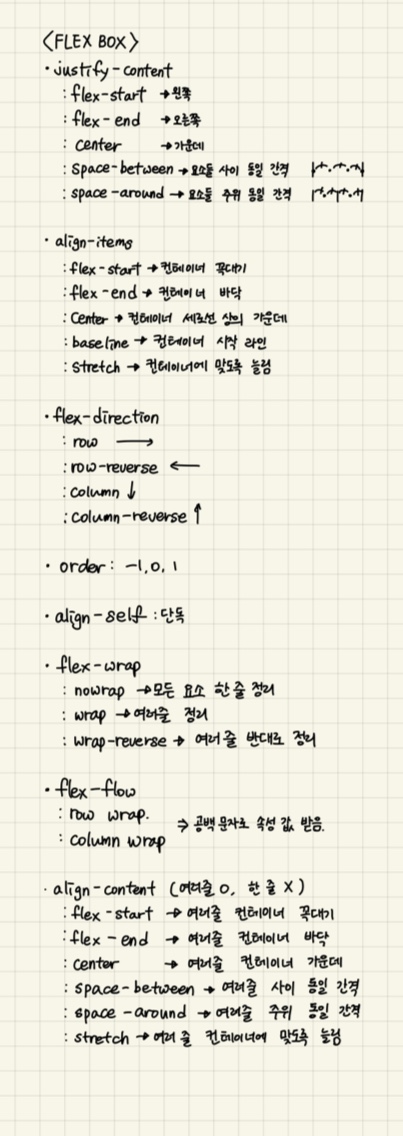 <FLEX BOX>
· justify-content
: flex-start → 왼쪽
: flex-end → 오른쪽
: center → 가운데
: space-between → 요소들 사이 동일 간격
: space-around → 요소들 주위 동일 간격
· align-items
: flex-start → 컨테이너 꼭대기
: flex-end → 컨테이너 바닥
: center → 컨테이너 세로선 상의 가운데
: baseline → 컨테이너 시작 라인
: stretch → 컨테이너에 맞도록 늘림
· flex-direction
: row →
: row-reverse ←
: column ↓
: column-reverse ↑
· order : -1, 0, 1
· align-self : 단독
· flex-wrap
: nowrap → 모든 요소 한 줄 정리
: wrap → 여러줄 정리
: wrap-reverse → 여러 줄 반대로 정리
· flex-flow
: row wrap.
⇒ 공백 문자로 속성 값 받음.
: column wrap
· align-content (여러줄 O, 한 줄 X)
: flex-start → 여러줄 컨테이너 꼭대기
: flex-end → 여러줄 컨테이너 바닥
: center → 여러줄 컨테이너 가운데
: space-between → 여러줄 사이 동일 간격
: space-around → 여러줄 주위 동일 간격
: stretch → 여러 줄 컨테이너에 맞도록 늘림